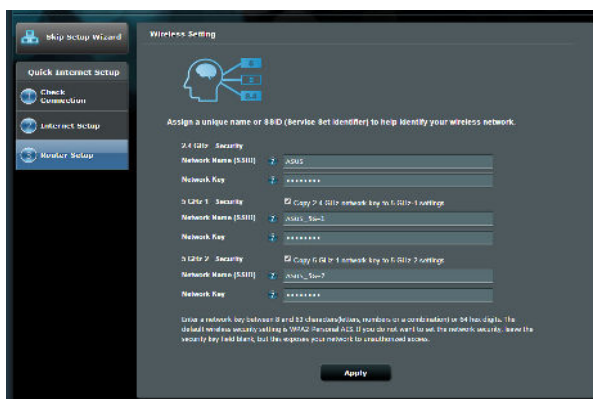 Skip Setup Wizard
Quick Internet Setup
1 Check Connection
2 Internet Setup
3 Router Setup
Wireless Setting
Assign a unique name or SSID (Service Set Identifier) to help identify your wireless network.
2.4 GHz Security
Network Name (SSID) ? ASUS
Network Key ? ••••••••
5 GHz 1 Security Copy 2.4 GHz network key to 5 GHz-1 settings
Network Name (SSID) ? ASUS_5G-1
Network Key ? ••••••••
5 GHz 2 Security Copy 5 GHz-1 network key to 5 GHz-2 settings
Network Name (SSID) ? ASUS_5G-2
Network Key ? ••••••••
Enter a network key between 8 and 63 characters(letters, numbers or a combination) or 64 hex digits. The
default wireless security setting is WPA2-Personal AES. If you do not want to set the network security, leave the
security key field blank, but this exposes your network to unauthorized access.
Apply